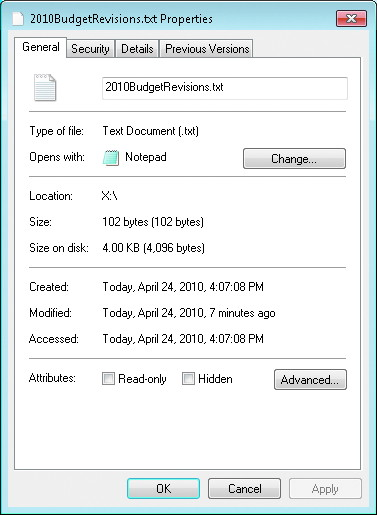 2010BudgetRevisions.txt Properties
General Security Details Previous Versions
2010BudgetRevisions.txt
Type of file: Text Document (.txt)
Opens with: Notepad Change...
Location: X:\
Size: 102 bytes (102 bytes)
Size on disk: 4.00 KB (4,096 bytes)
Created: Today, April 24, 2010, 4:07:08 PM
Modified: Today, April 24, 2010, 7 minutes ago
Accessed: Today, April 24, 2010, 4:07:08 PM
Attributes: Read-only Hidden Advanced...
OK Cancel Apply